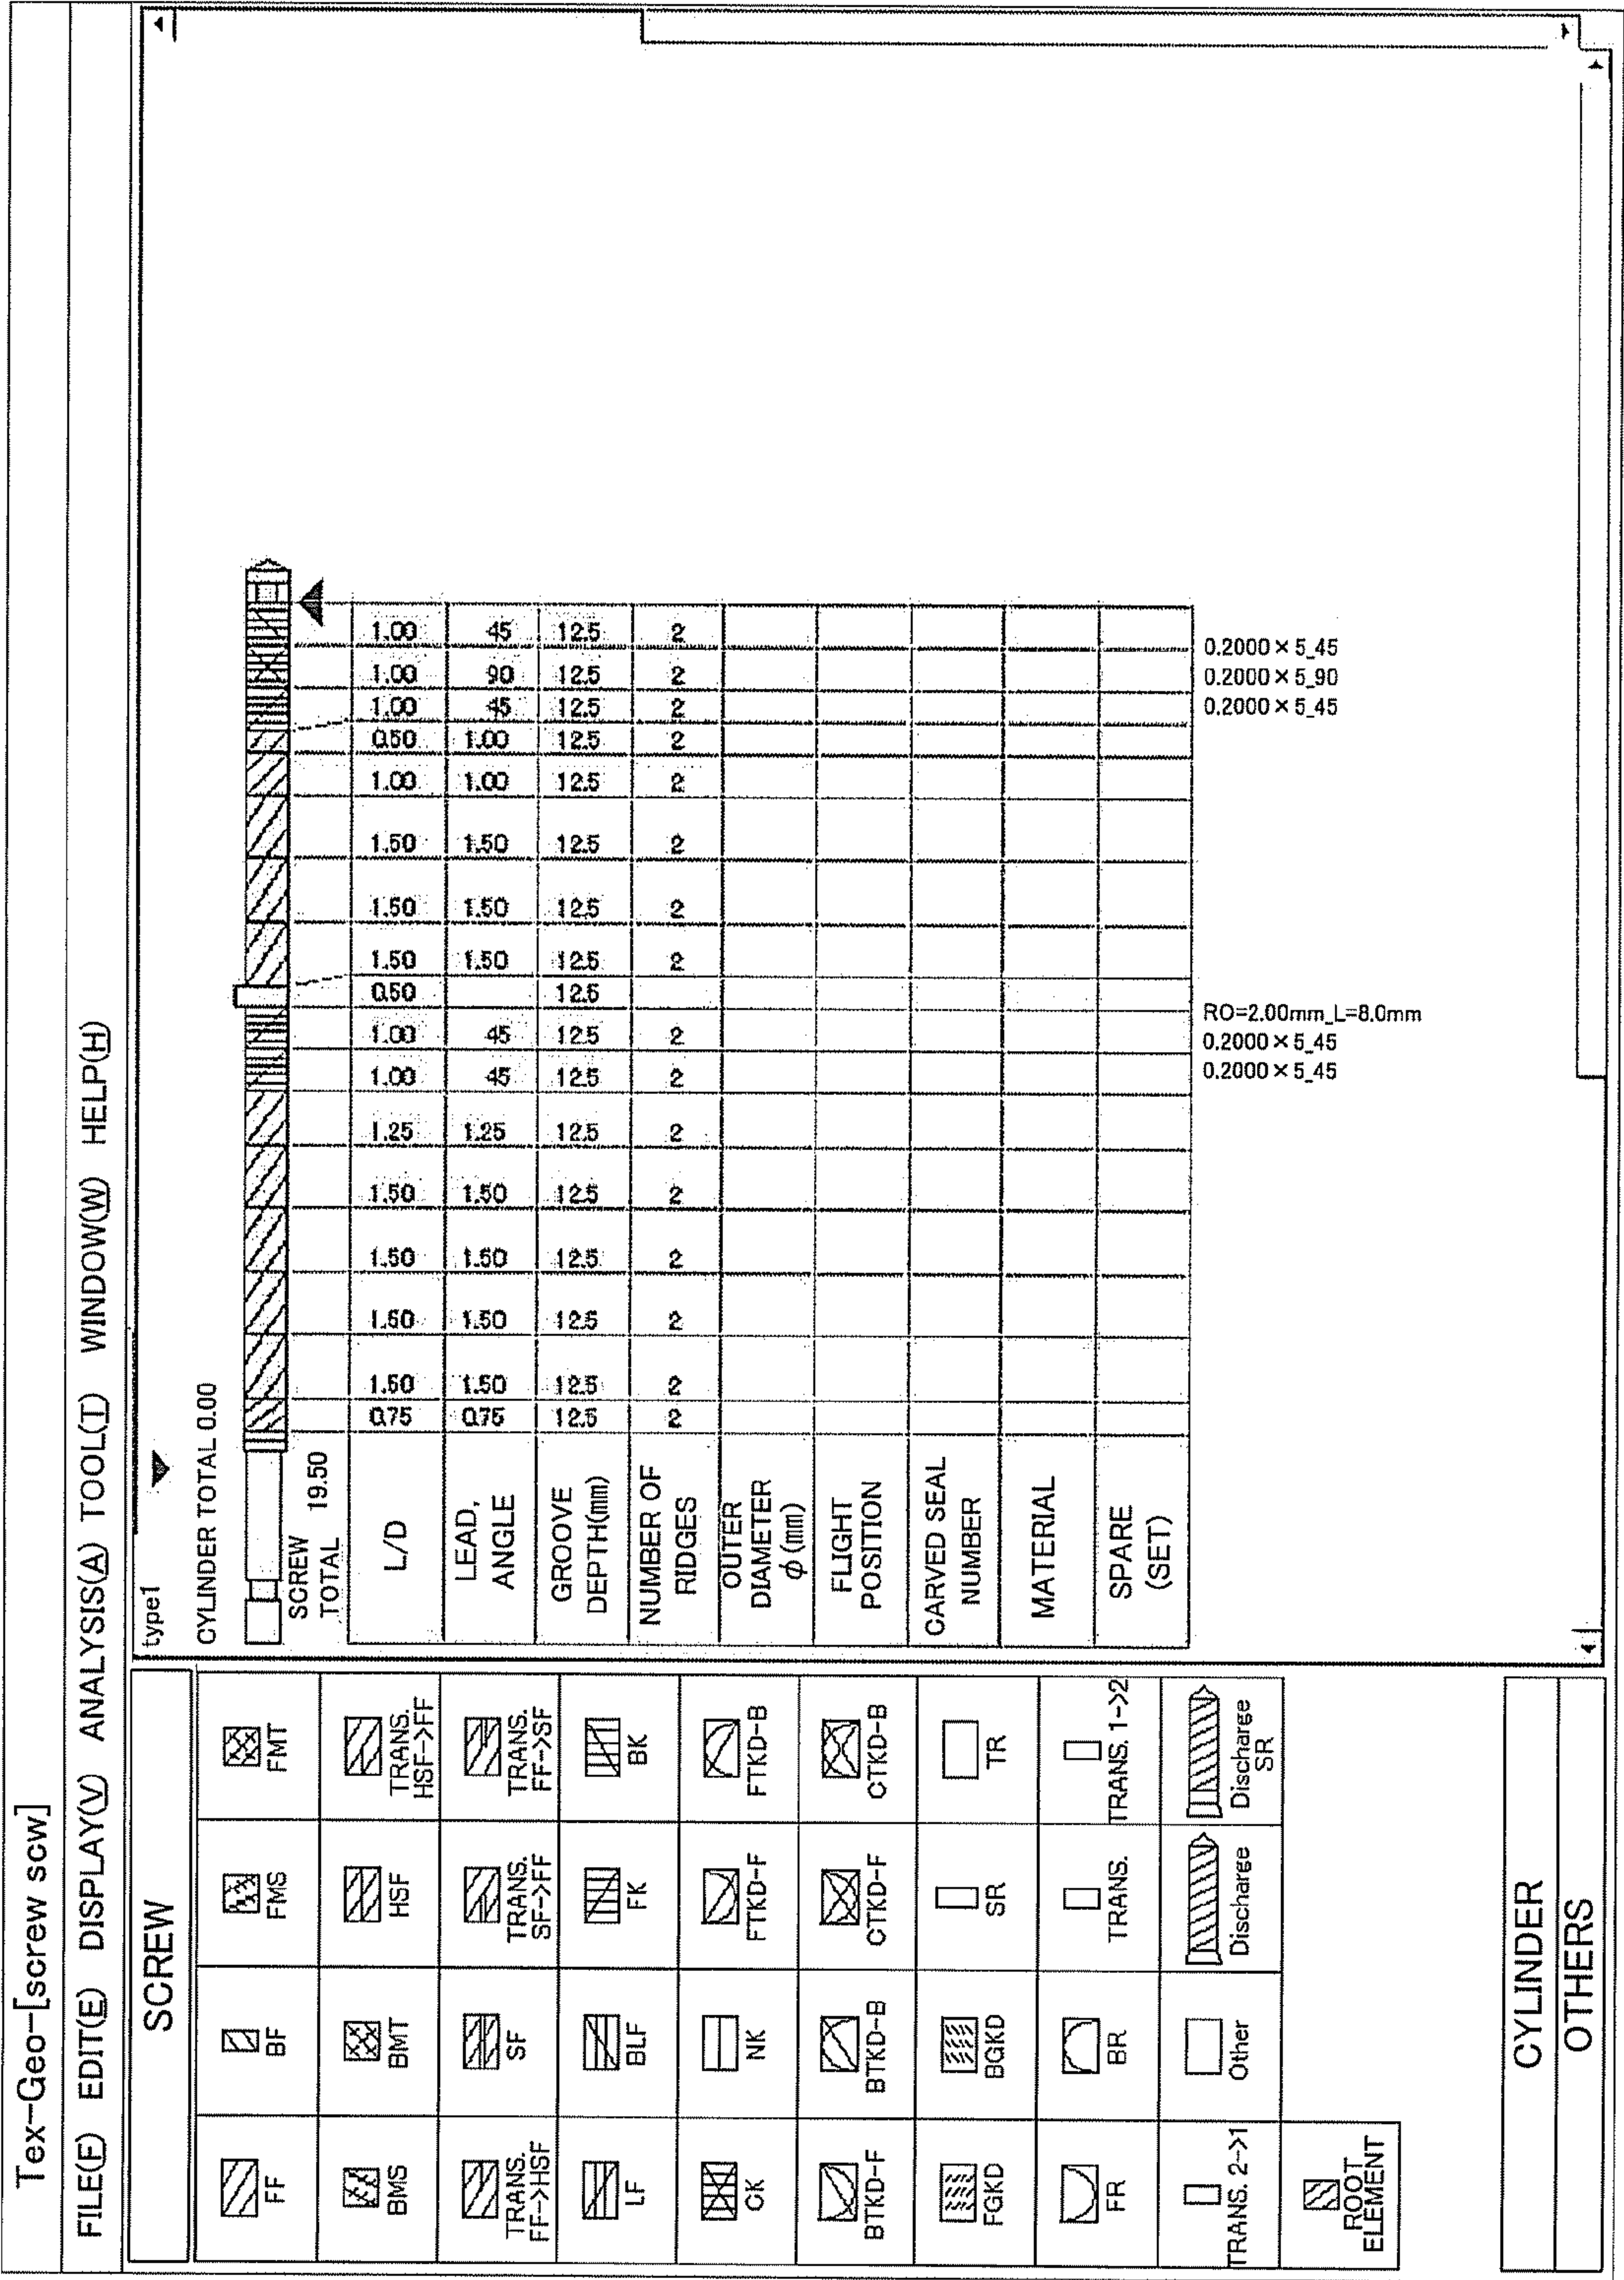 Tex-Geo-[screw scw]
FILE(F) EDIT(E) DISPLAY(V) ANALYSIS(A) TOOL(T) WINDOW(W) HELP(H)
SCREW
FF BF FMS FMT
BMS BMT HSF TRANS.
HSF->FF
TRANS.
FF->HSF SF TRANS.
SF->FF TRANS.
FF->SF
LF BLF FK BK
CK NK FTKD-F FTKD-B
BTKD-F BTKD-B CTKD-F CTKD-B
FGKD BGKD SR TR
FR BR TRANS. TRANS. 1->2
TRANS. 2->1 Other Discharge Discharge
SR
ROOT
ELEMENT
CYLINDER
OTHERS
type1
CYLINDER TOTAL 0.00
SCREW
TOTAL 19.50
L/D 0.75 1.50 1.50 1.50 1.50 1.25 1.00 1.00 0.50 1.50 1.50 1.50 1.00 0.50 1.00 1.00 1.00
LEAD,
ANGLE 0.75 1.50 1.50 1.50 1.50 1.25 45 45 1.50 1.50 1.50 1.00 1.00 45 90 45
GROOVE
DEPTH(mm) 12.5 12.5 12.5 12.5 12.5 12.5 12.5 12.5 12.5 12.5 12.5 12.5 12.5 12.5 12.5 12.5 12.5
NUMBER OF
RIDGES 2 2 2 2 2 2 2 2 2 2 2 2 2 2 2 2
OUTER
DIAMETER
φ(mm)
FLIGHT
POSITION
CARVED SEAL
NUMBER
MATERIAL
SPARE
(SET)
0.2000×5_45
0.2000×5_45
RO=2.00mm_L=8.0mm
0.2000×5_45
0.2000×5_90
0.2000×5_45